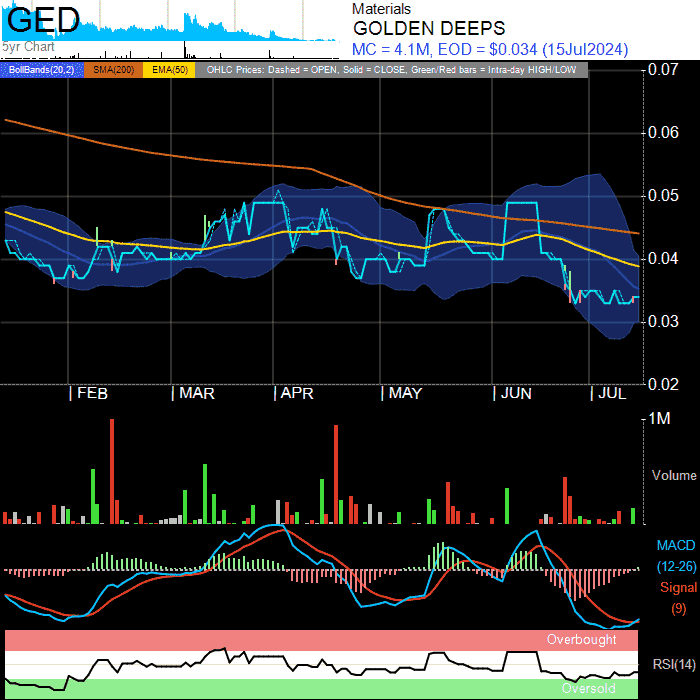 GED
5yr Chart
Materials
GOLDEN DEEPS
MC = 4.1M, EOD = $0.034 (15Jul2024)
BollBands(20,2) SMA(200) EMA(50) OHLC Prices: Dashed = OPEN, Solid = CLOSE, Green/Red bars = Intra-day HIGH/LOW
0.07
0.06
0.05
0.04
0.03
0.02
| FEB | MAR | APR | MAY | JUN | JUL
1M
Volume
MACD
(12-26)
Signal
(9)
Overbought
RSI(14)
Oversold